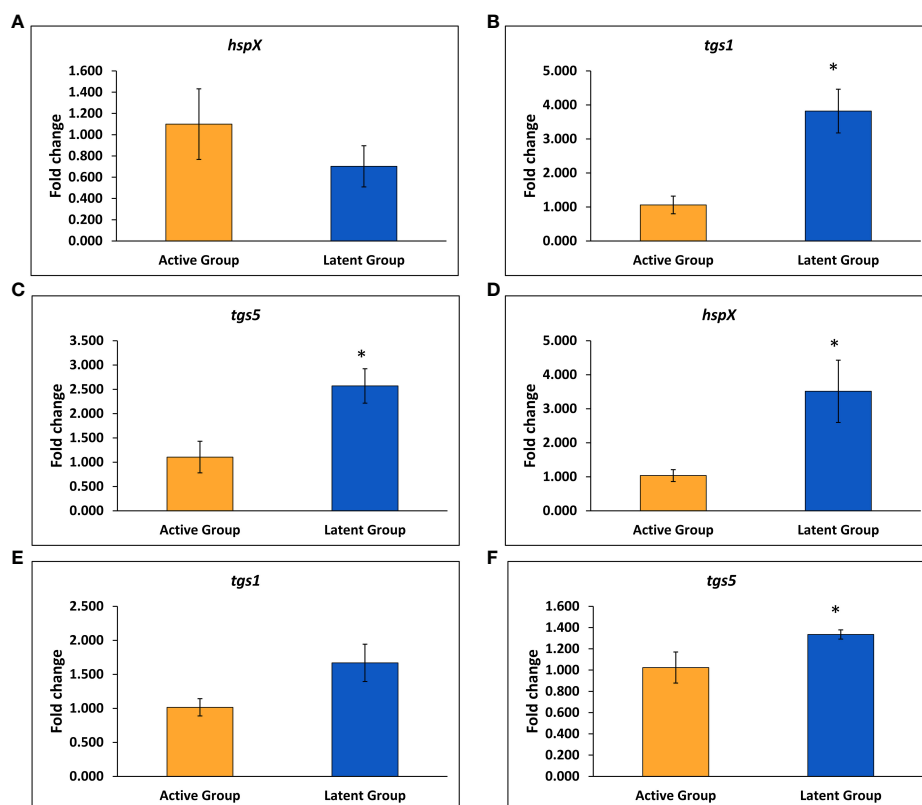 A
hspX
Fold change
1.600
1.400
1.200
1.000
0.800
0.600
0.400
0.200
0.000
Active Group Latent Group
B
tgs1
*
Fold change
5.000
4.000
3.000
2.000
1.000
0.000
Active Group Latent Group
C
tgs5
*
Fold change
3.500
3.000
2.500
2.000
1.500
1.000
0.500
0.000
Active Group Latent Group
D
hspX
*
Fold change
5.000
4.000
3.000
2.000
1.000
0.000
Active Group Latent Group
E
tgs1
Fold change
2.500
2.000
1.500
1.000
0.500
0.000
Active Group Latent Group
F
tgs5
*
Fold change
1.600
1.400
1.200
1.000
0.800
0.600
0.400
0.200
0.000
Active Group Latent Group